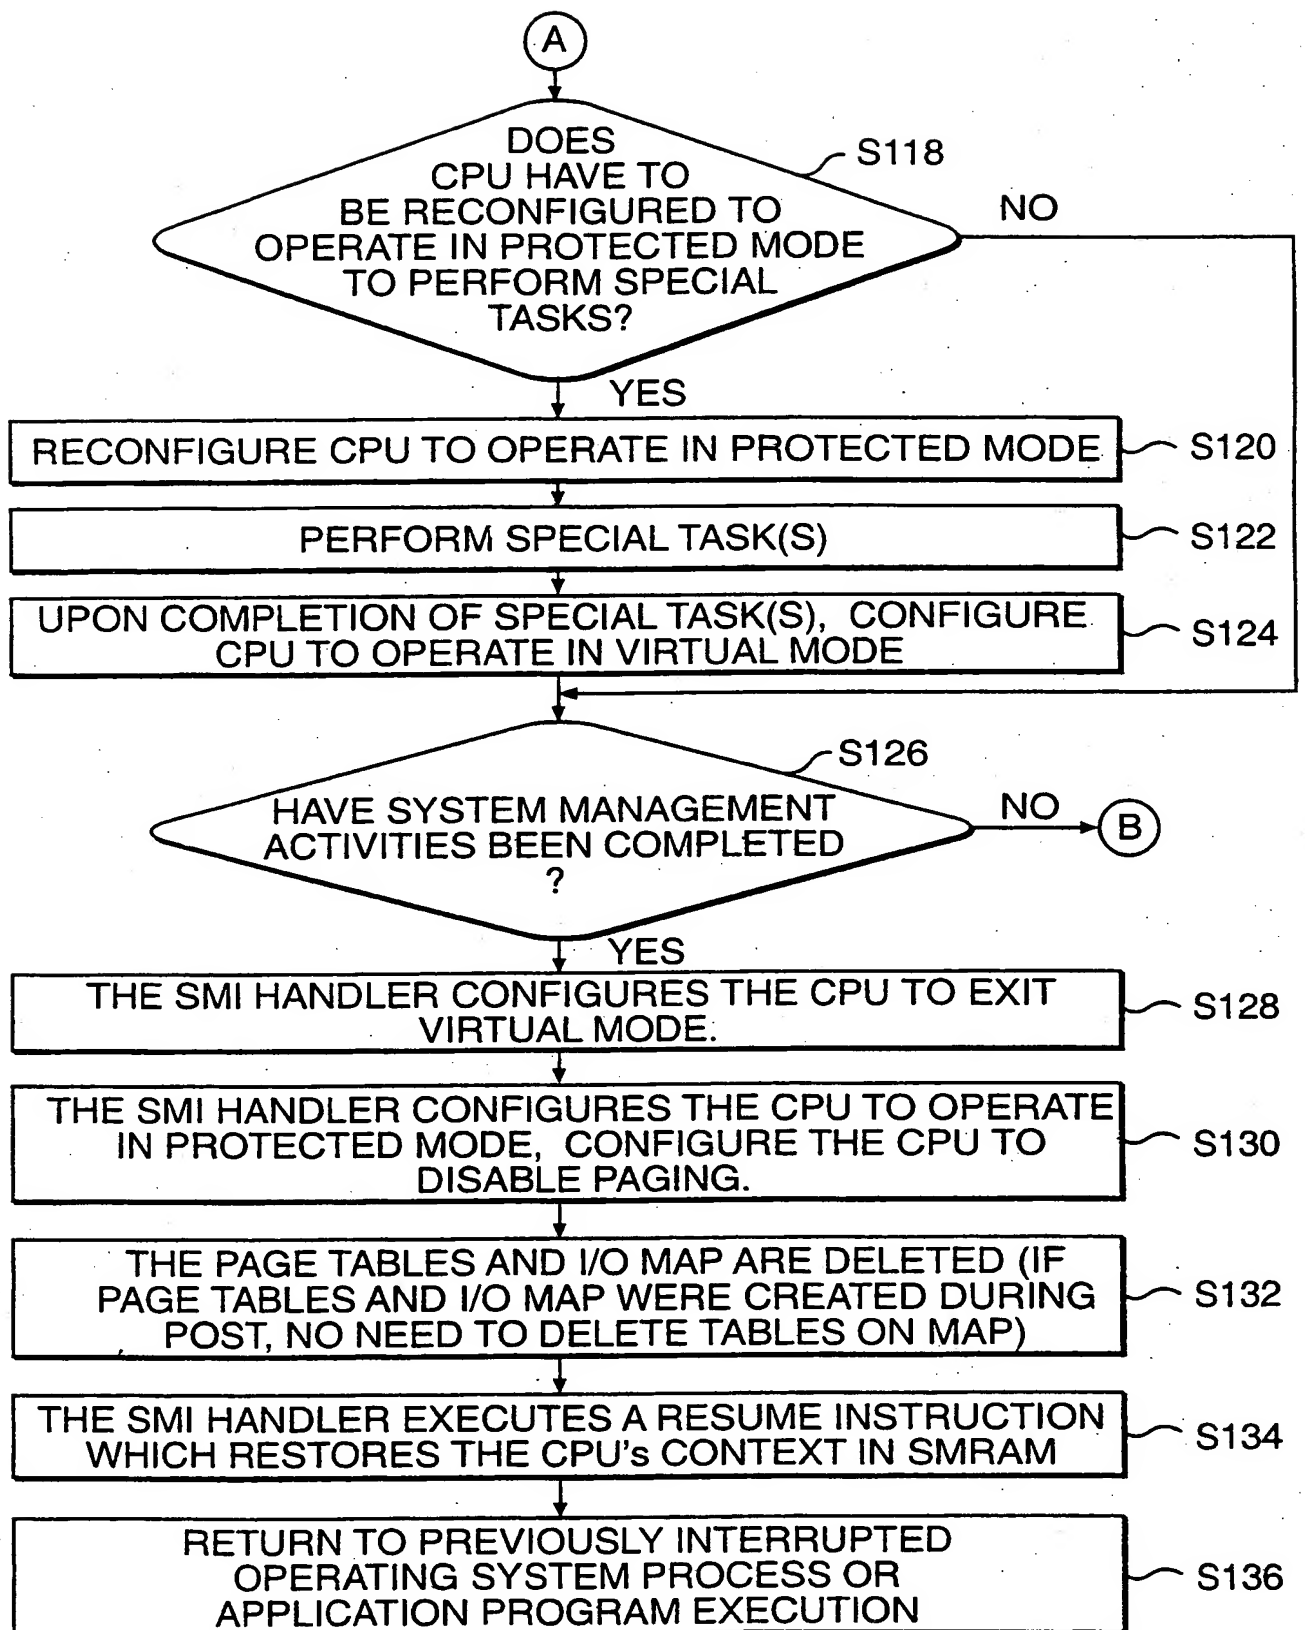 A
DOES
CPU HAVE TO
BE RECONFIGURED TO
OPERATE IN PROTECTED MODE
TO PERFORM SPECIAL
TASKS?
S118
NO
YES
RECONFIGURE CPU TO OPERATE IN PROTECTED MODE
S120
PERFORM SPECIAL TASK(S)
S122
UPON COMPLETION OF SPECIAL TASK(S), CONFIGURE
CPU TO OPERATE IN VIRTUAL MODE
S124
S126
HAVE SYSTEM MANAGEMENT
ACTIVITIES BEEN COMPLETED
?
NO
B
YES
THE SMI HANDLER CONFIGURES THE CPU TO EXIT
VIRTUAL MODE.
S128
THE SMI HANDLER CONFIGURES THE CPU TO OPERATE
IN PROTECTED MODE, CONFIGURE THE CPU TO
DISABLE PAGING.
S130
THE PAGE TABLES AND I/O MAP ARE DELETED (IF
PAGE TABLES AND I/O MAP WERE CREATED DURING
POST, NO NEED TO DELETE TABLES ON MAP)
S132
THE SMI HANDLER EXECUTES A RESUME INSTRUCTION
WHICH RESTORES THE CPU's CONTEXT IN SMRAM
S134
RETURN TO PREVIOUSLY INTERRUPTED
OPERATING SYSTEM PROCESS OR
APPLICATION PROGRAM EXECUTION
S136